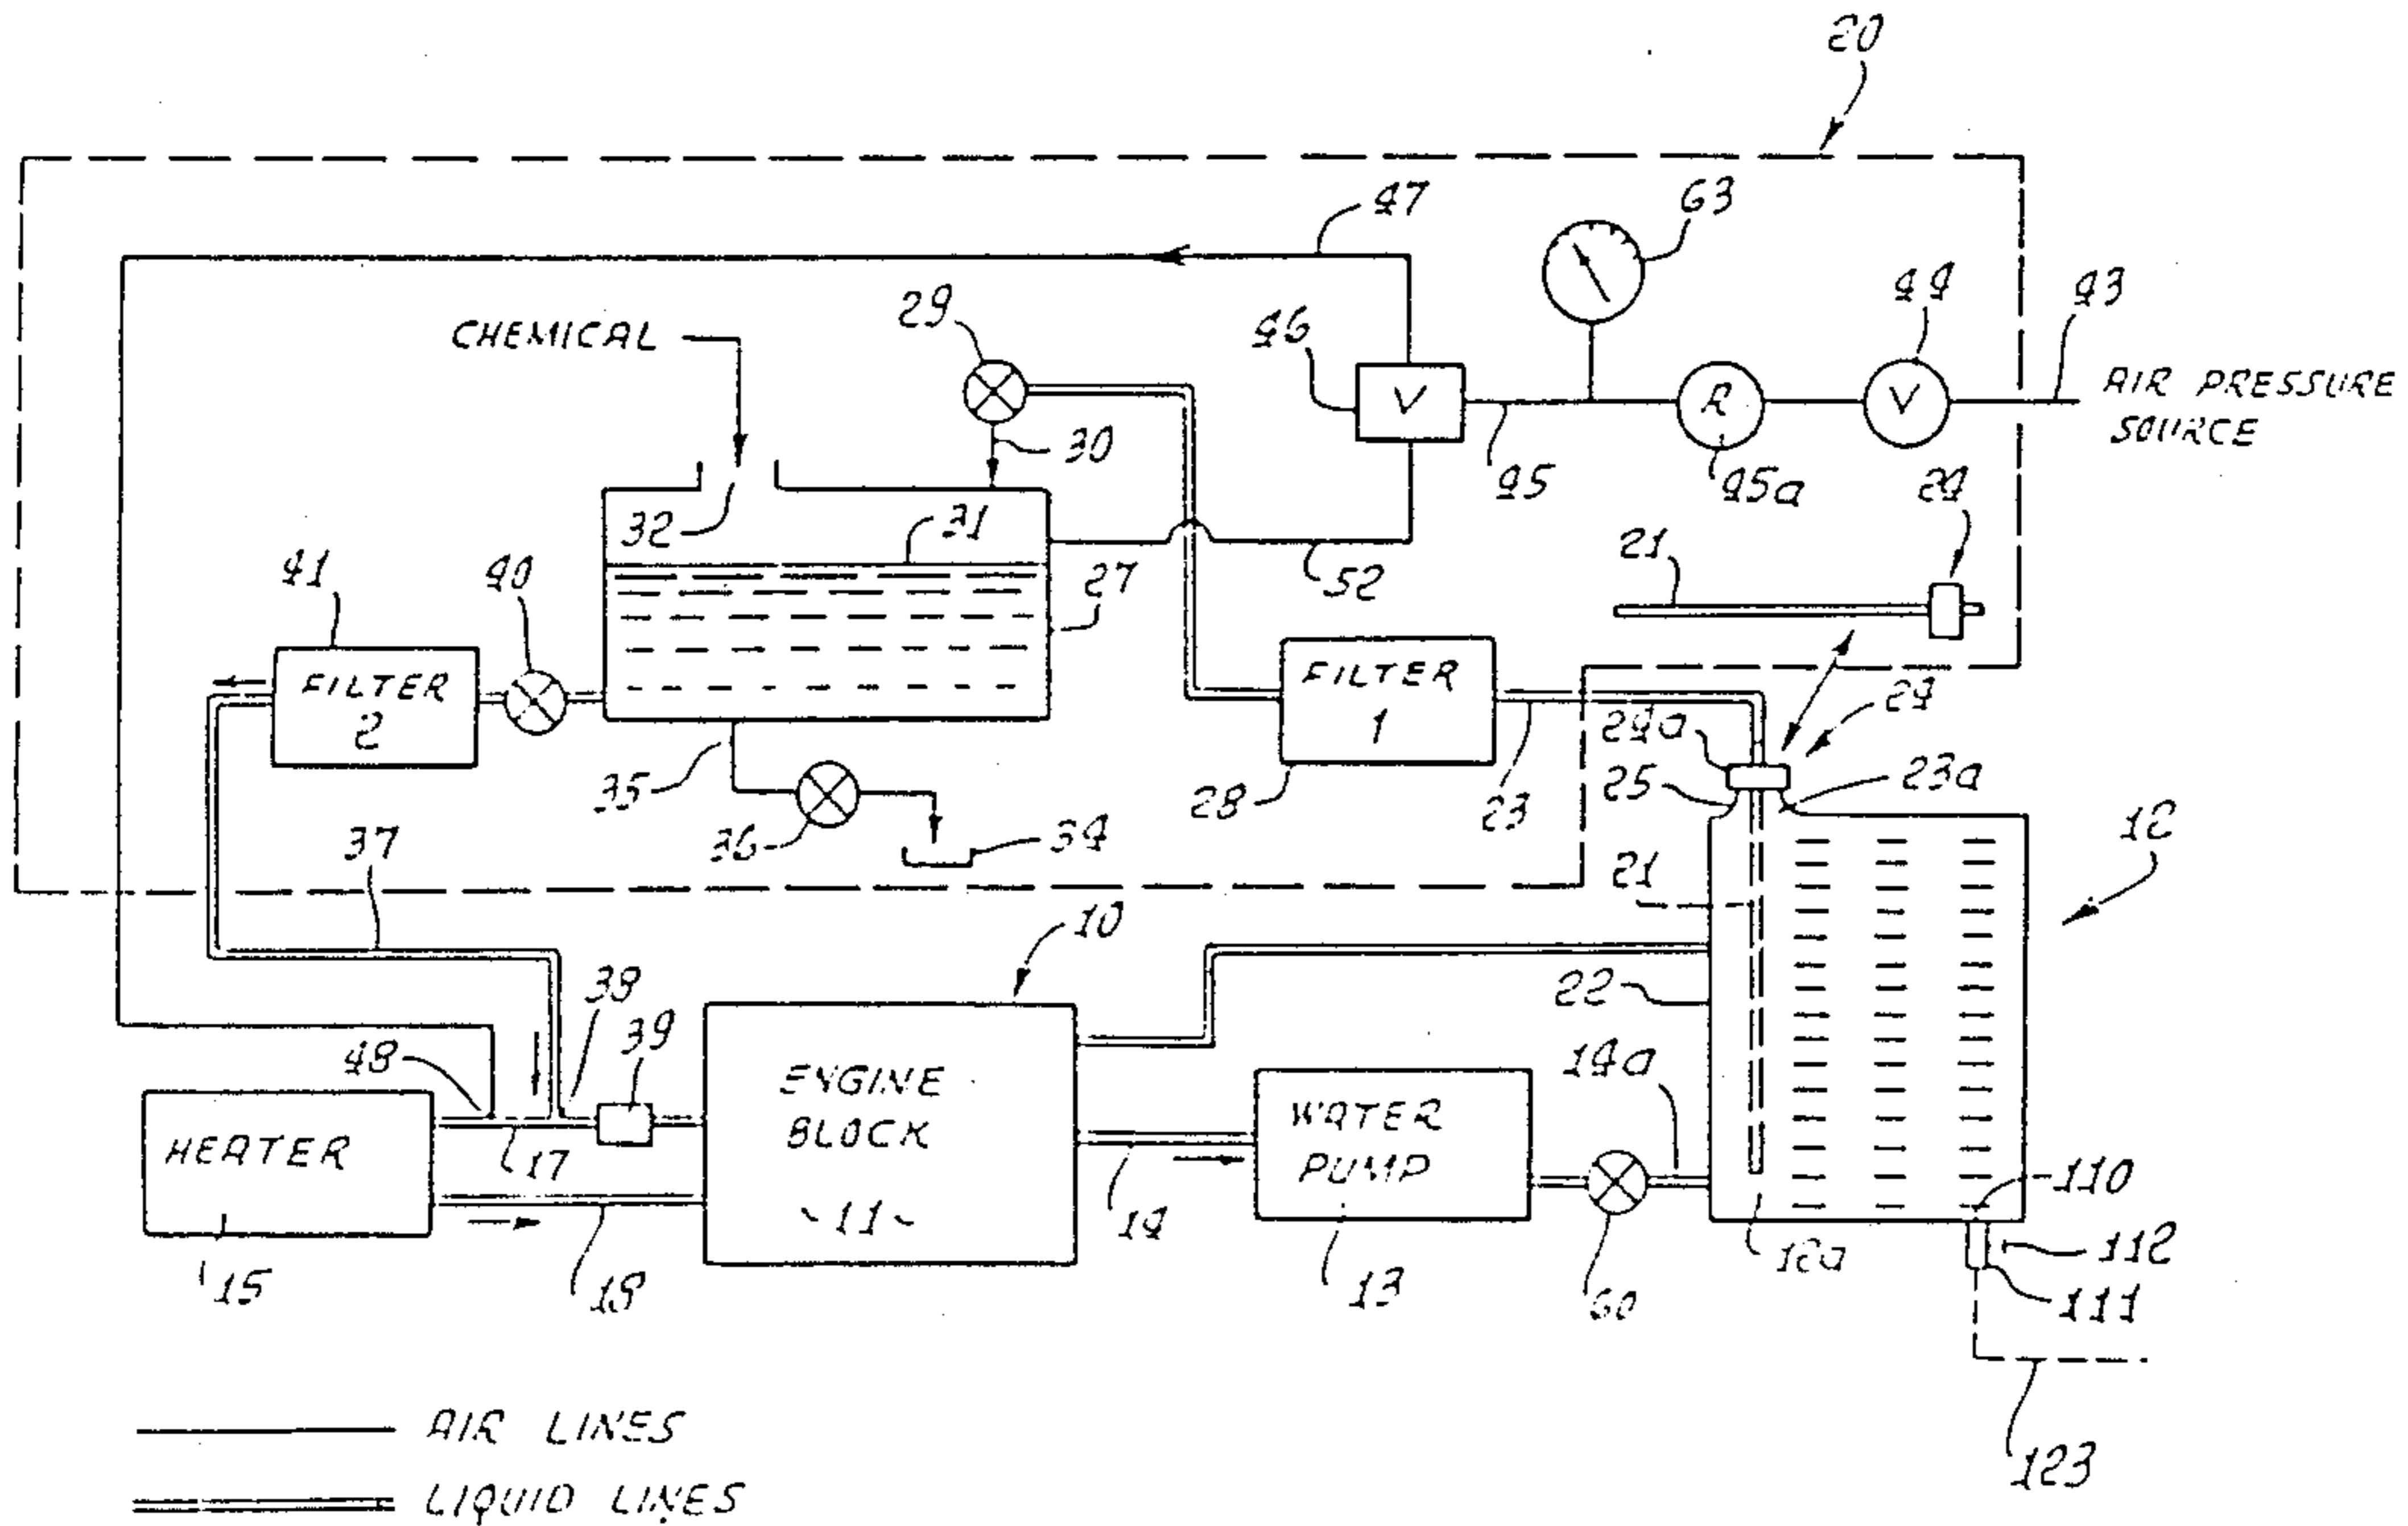 20
47
63
29
CHEMICAL
46
44
43
AIR PRESSURE
SOURCE
V
R
V
30
45
45a
24
32
31
21
52
27
41
40
FILTER
2
FILTER
1
24
24a
35
28
23
25
23a
36
34
12
37
21
10
38
39
22
48
ENGINE
BLOCK
14a
WATER
PUMP
HEATER
17
110
~11~
14
12a
112
15
18
13
60
111
123
AIR LINES
LIQUID LINES